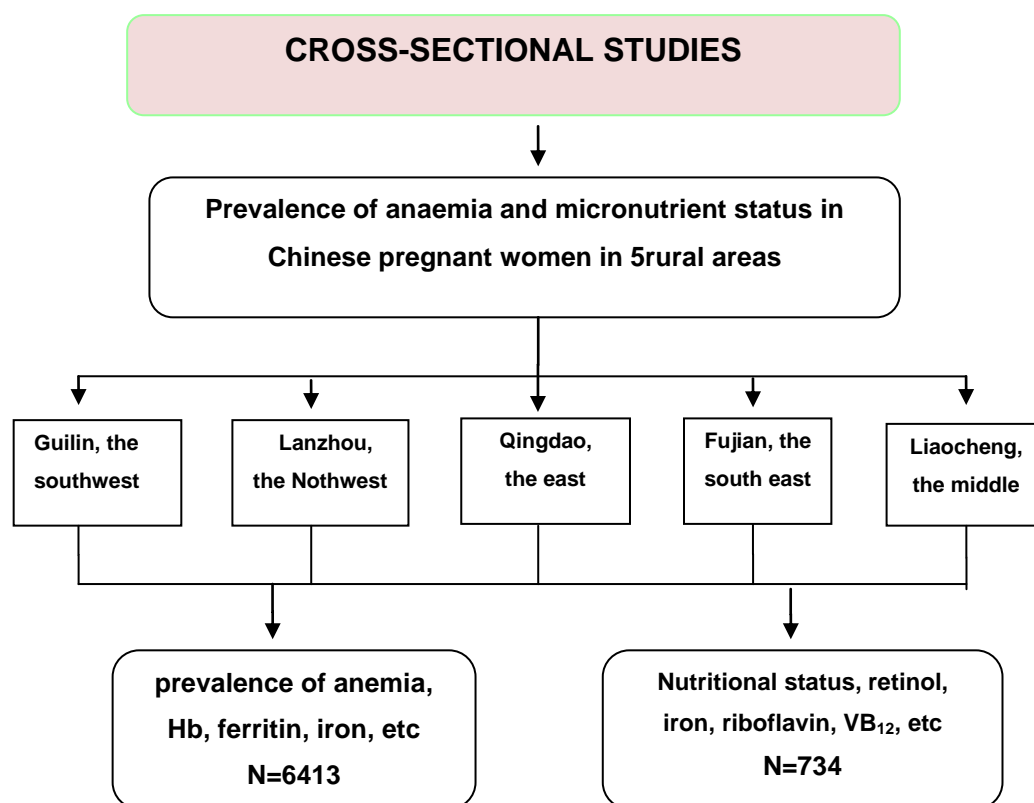 CROSS-SECTIONAL STUDIES
Prevalence of anaemia and micronutrient status in
Chinese pregnant women in 5rural areas
Guilin, the
southwest
Lanzhou,
the Nothwest
Qingdao,
the east
Fujian, the
south east
Liaocheng,
the middle
prevalence of anemia,
Hb, ferritin, iron, etc
N=6413
Nutritional status, retinol,
iron, riboflavin, VB₁₂, etc
N=734